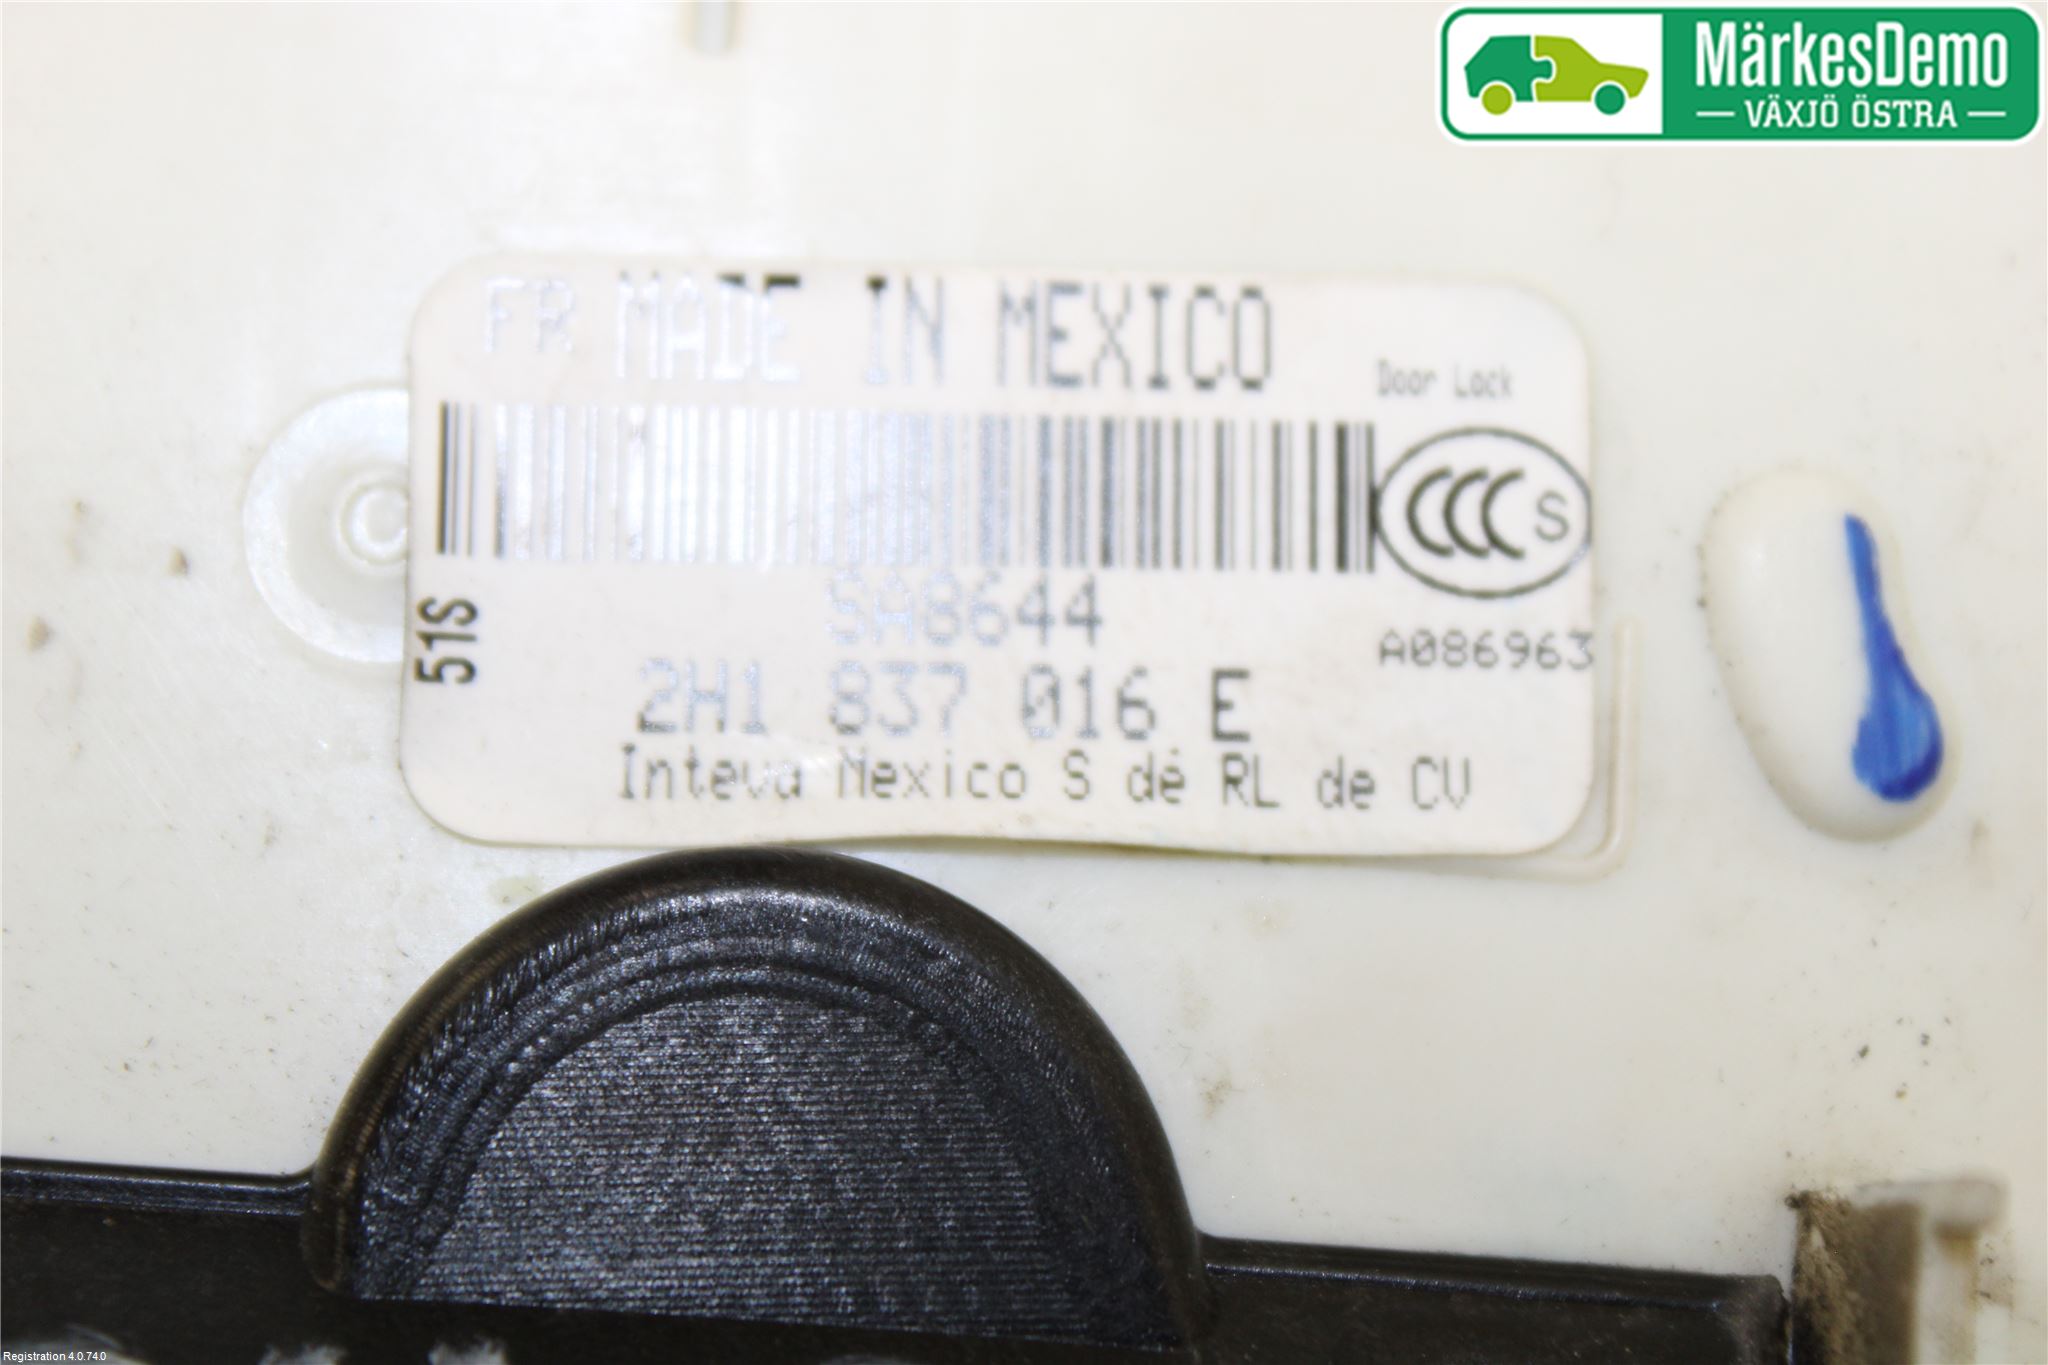 MärkesDemo
VÄXJÖ ÖSTRA
FR MADE IN MEXICO
Door Lock
CCC S
51S
SA8644
A086963
2H1 837 016 E
Inteva Mexico S de RL de CV
Registration 4.0.74.0